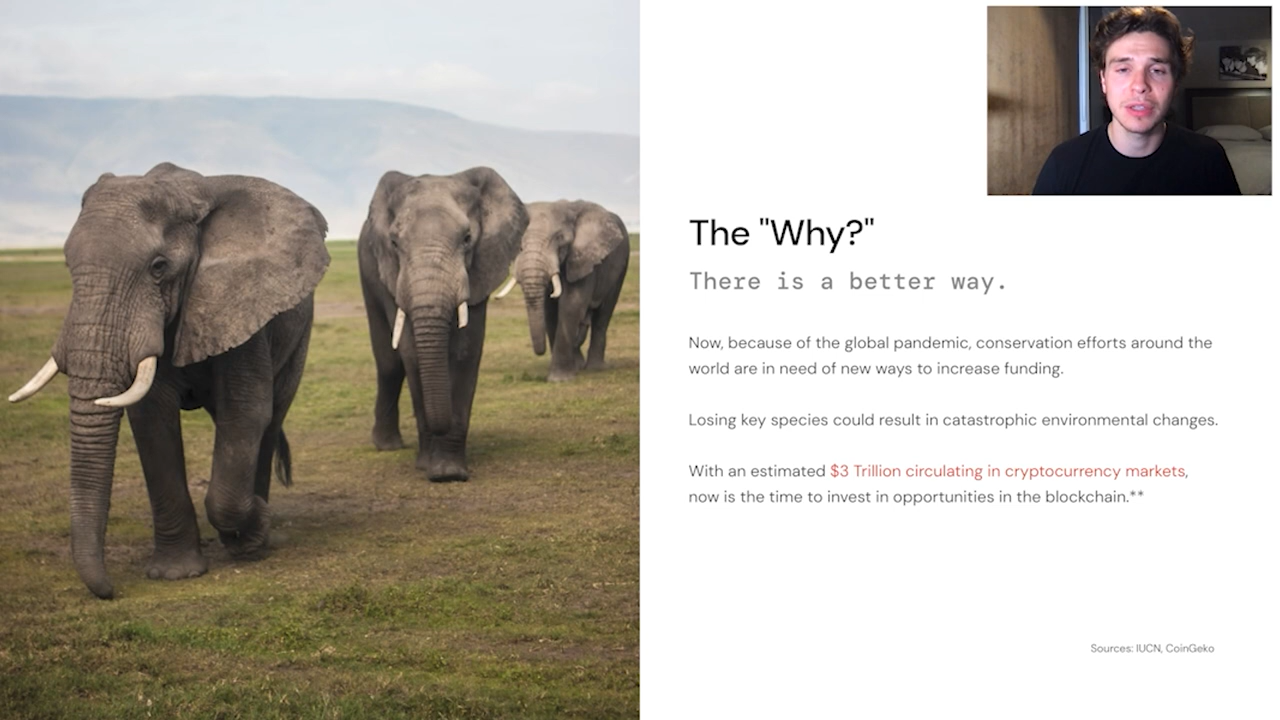 The "Why?"
There is a better way.
Now, because of the global pandemic, conservation efforts around the
world are in need of new ways to increase funding.
Losing key species could result in catastrophic environmental changes.
With an estimated $3 Trillion circulating in cryptocurrency markets,
now is the time to invest in opportunities in the blockchain.**
Sources: IUCN, CoinGeko